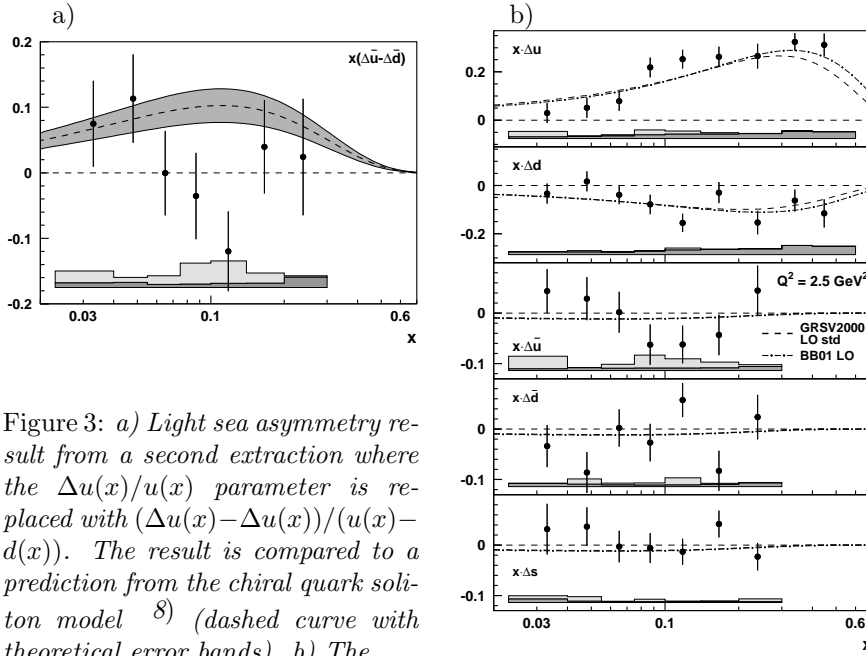 a)
0.2
0.1
0
-0.1
-0.2
x(Δū-Δd̄)
0.03
0.1
0.6
x
Figure 3: a) Light sea asymmetry re-
sult from a second extraction where
the Δu(x)/u(x) parameter is re-
placed with (Δu(x)−Δu(x))/(u(x)−
d(x)). The result is compared to a
prediction from the chiral quark soli-
ton model 8) (dashed curve with
theoretical error bands). b) The
b)
x·Δu
0.2
0
x·Δd
0
-0.2
Q² = 2.5 GeV²
0
x·Δū
-0.1
GRSV2000
LO std
BB01 LO
x·Δd̄
0
-0.1
0
x·Δs
-0.1
0.03
0.1
0.6
x